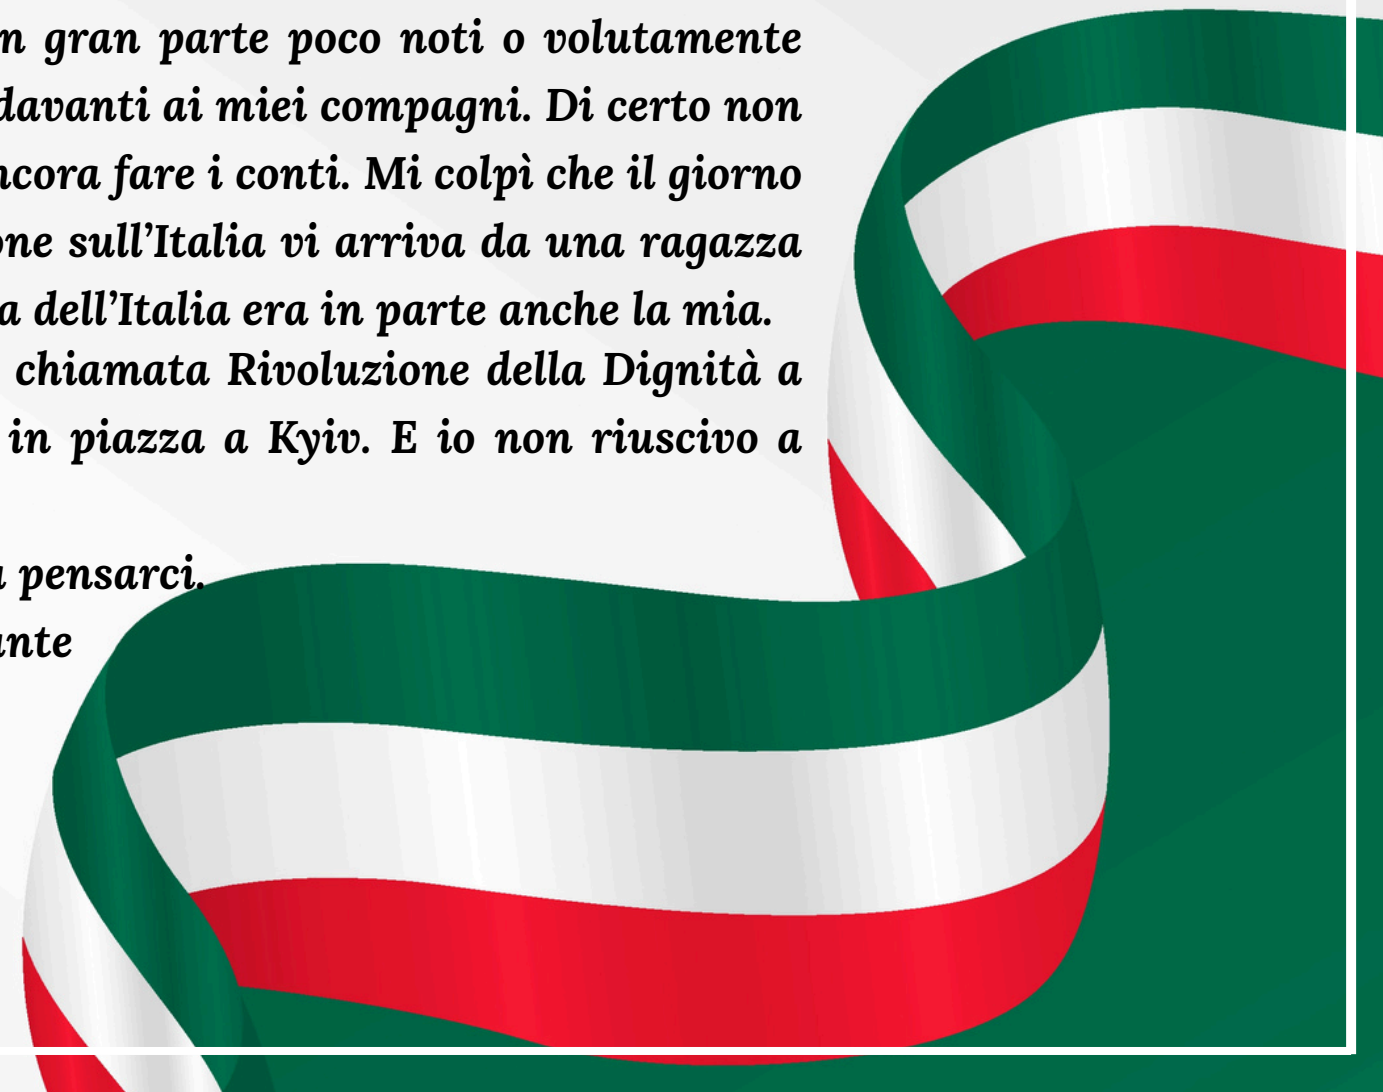 n gran parte poco noti o volutamente
davanti ai miei compagni. Di certo non
ncora fare i conti. Mi colpì che il giorno
one sull’Italia vi arriva da una ragazza
a dell’Italia era in parte anche la mia.
chiamata Rivoluzione della Dignità a
in piazza a Kyiv. E io non riuscivo a
a pensarci.
ante